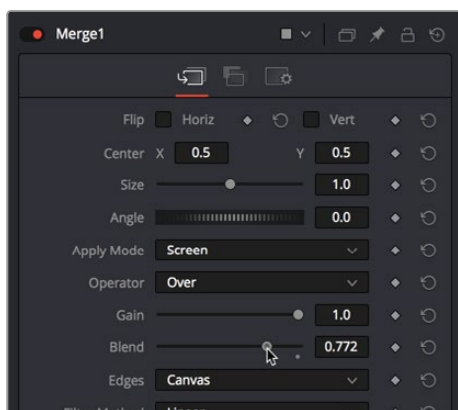 Merge1
Flip Horiz Vert
Center X 0.5 Y 0.5
Size 1.0
Angle 0.0
Apply Mode Screen
Operator Over
Gain 1.0
Blend 0.772
Edges Canvas